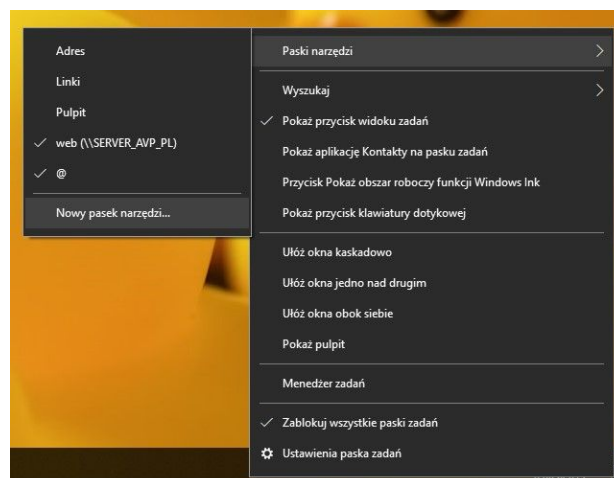 Adres
Linki
Pulpit
web (\\SERVER_AVP_PL)
@
Nowy pasek narzędzi...
Paski narzędzi
Wyszukaj
Pokaż przycisk widoku zadań
Pokaż aplikację Kontakty na pasku zadań
Przycisk Pokaż obszar roboczy funkcji Windows Ink
Pokaż przycisk klawiatury dotykowej
Ułóż okna kaskadowo
Ułóż okna jedno nad drugim
Ułóż okna obok siebie
Pokaż pulpit
Menedżer zadań
Zablokuj wszystkie paski zadań
Ustawienia paska zadań